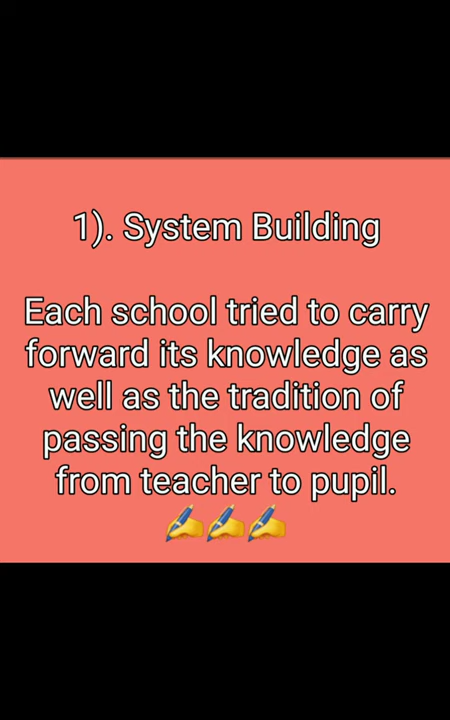 1). System Building
Each school tried to carry
forward its knowledge as
well as the tradition of
passing the knowledge
from teacher to pupil.
✍️✍️✍️